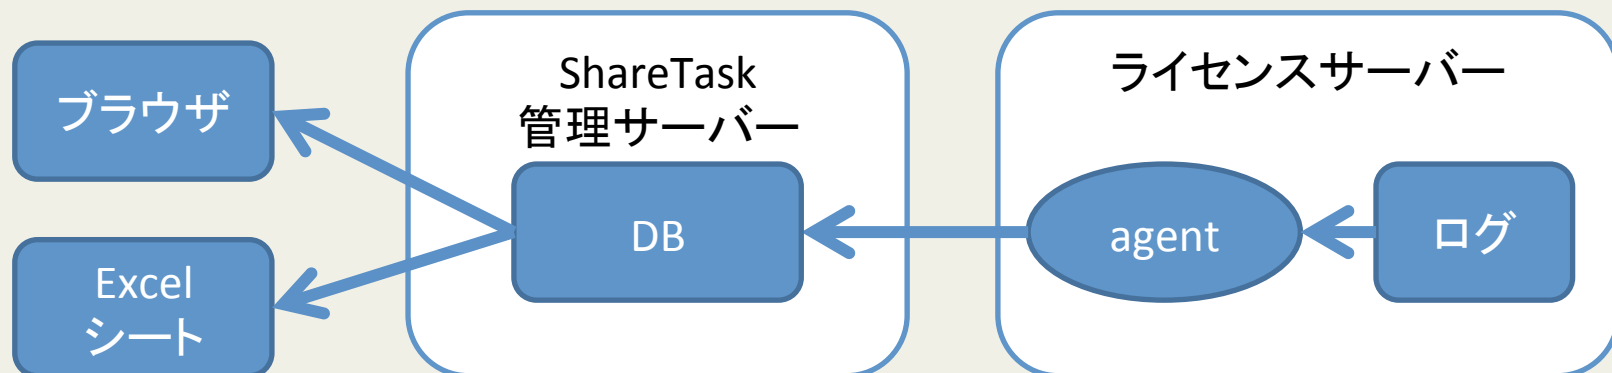 ブラウザ
Excel
シート
ShareTask
管理サーバー
DB
ライセンスサーバー
agent
ログ